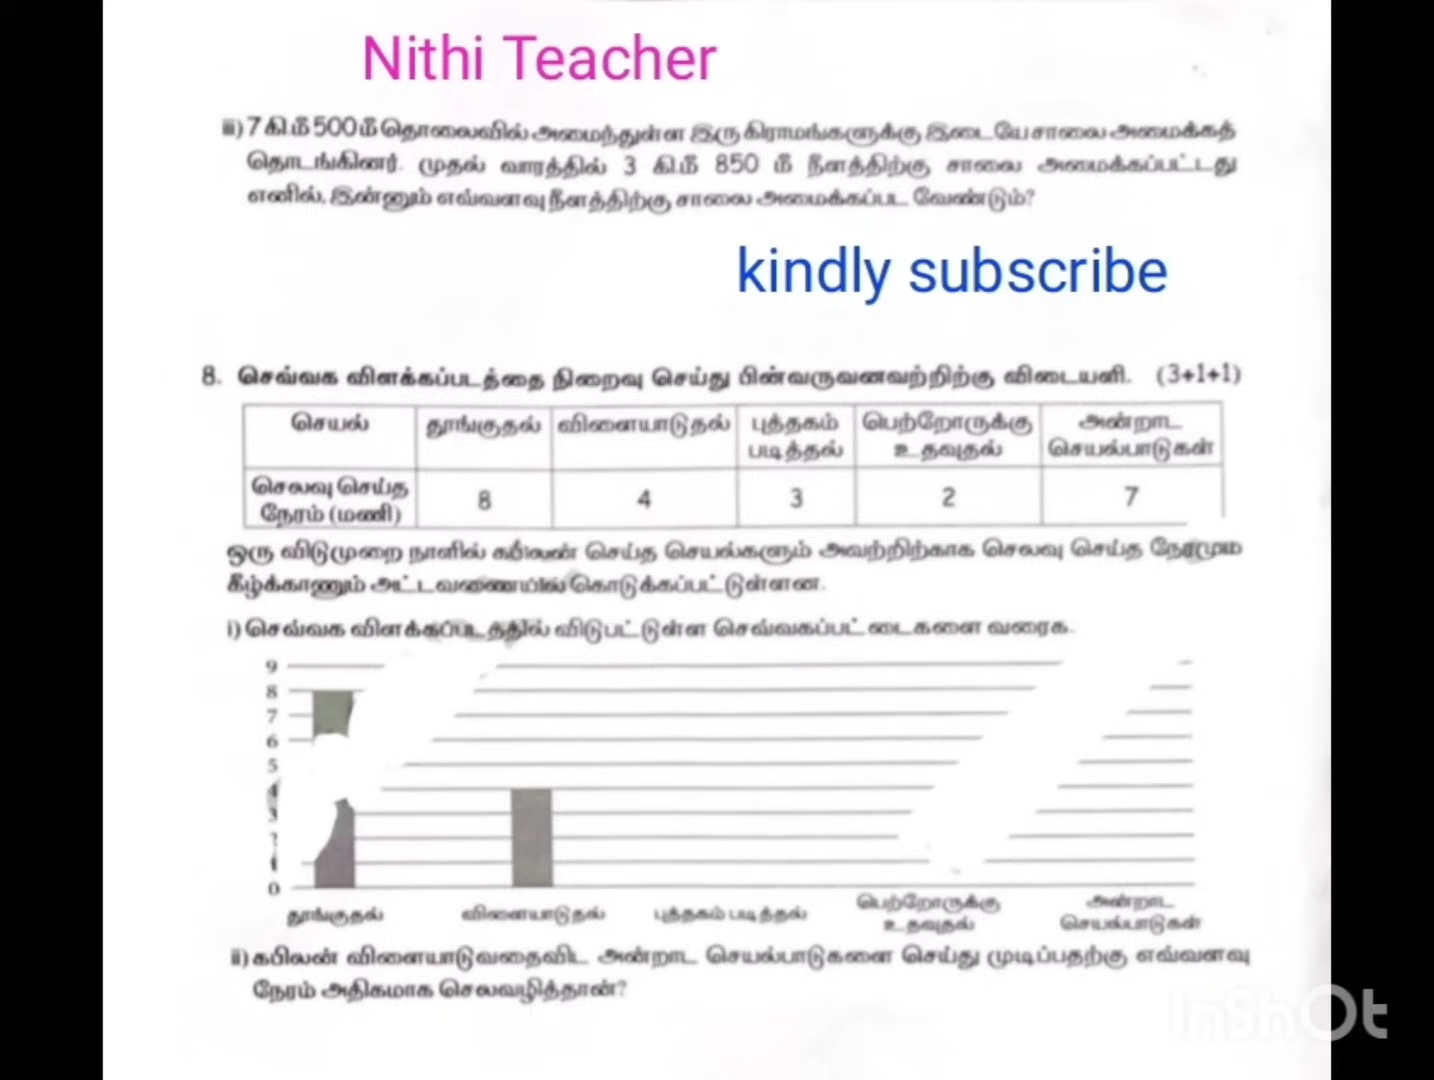 Nithi Teacher
iii) 7 கி.மீ 500 மீ தொலைவில் அமைந்துள்ள இரு கிராமங்களுக்கு இடையே சாலை அமைக்கத்
தொடங்கினர். முதல் வாரத்தில் 3 கி.மீ 850 மீ நீளத்திற்கு சாலை அமைக்கப்பட்டது
எனில், இன்னும் எவ்வளவு நீளத்திற்கு சாலை அமைக்கப்பட வேண்டும்?
kindly subscribe
8. செவ்வக விளக்கப்படத்தை நிறைவு செய்து பின்வருவனவற்றிற்கு விடையளி. (3+1+1)
செயல் தூங்குதல் விளையாடுதல் புத்தகம் படித்தல் பெற்றோருக்கு உதவுதல் அன்றாட செயல்பாடுகள்
செலவு செய்த நேரம் (மணி) 8 4 3 2 7
ஒரு விடுமுறை நாளில் கபிலன் செய்த செயல்களும் அவற்றிற்காக செலவு செய்த நேரமும்
கீழ்க்காணும் அட்டவணையில் கொடுக்கப்பட்டுள்ளன.
i) செவ்வக விளக்கப்படத்தில் விடுபட்டுள்ள செவ்வகப்பட்டைகளை வரைக.
9
8
7
6
5
4
3
1
0
தூங்குதல் விளையாடுதல் புத்தகம் படித்தல் பெற்றோருக்கு உதவுதல் அன்றாட செயல்பாடுகள்
ii) கபிலன் விளையாடுவதைவிட அன்றாட செயல்பாடுகளை செய்து முடிப்பதற்கு எவ்வளவு
நேரம் அதிகமாக செலவழித்தான்?
InShOt